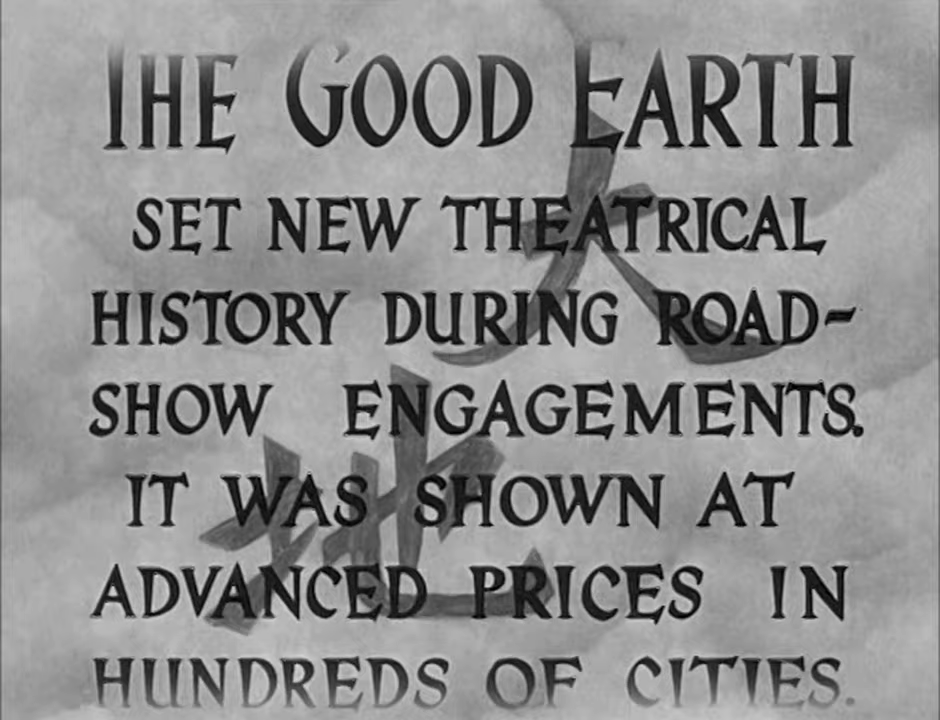 THE GOOD EARTH
SET NEW THEATRICAL
HISTORY DURING ROAD-
SHOW ENGAGEMENTS.
IT WAS SHOWN AT
ADVANCED PRICES IN
HUNDREDS OF CITIES.
大
地